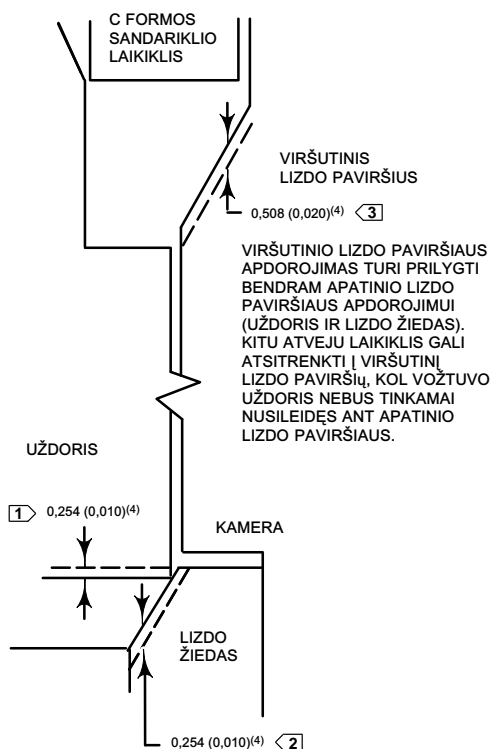 C FORMOS
SANDARIKLIO
LAIKIKLIS
VIRŠUTINIS
LIZDO PAVIRŠIUS
0,508 (0,020)(4) 3
VIRŠUTINIO LIZDO PAVIRŠIAUS
APDOROJIMAS TURI PRILYGTI
BENDRAM APATINIO LIZDO
PAVIRŠIAUS APDOROJIMUI
(UŽDORIS IR LIZDO ŽIEDAS).
KITU ATVEJU LAIKIKLIS GALI
ATSITRENKTI Į VIRŠUTINĮ
LIZDO PAVIRŠIų, KOL VOŽTUVO
UŽDORIS NEBUS TINKAMAI
NUSILEIDĘS ANT APATINIO
LIZDO PAVIRŠIAUS.
UŽDORIS
1 0,254 (0,010)(4)
KAMERA
LIZDO
ŽIEDAS
0,254 (0,010)(4) 2